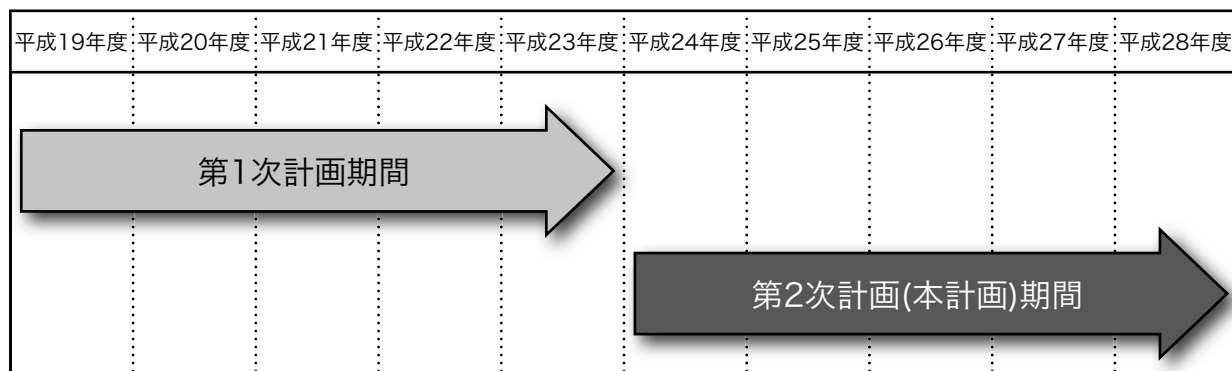 平成19年度 平成20年度 平成21年度 平成22年度 平成23年度 平成24年度 平成25年度 平成26年度 平成27年度 平成28年度
第1次計画期間
第2次計画(本計画)期間